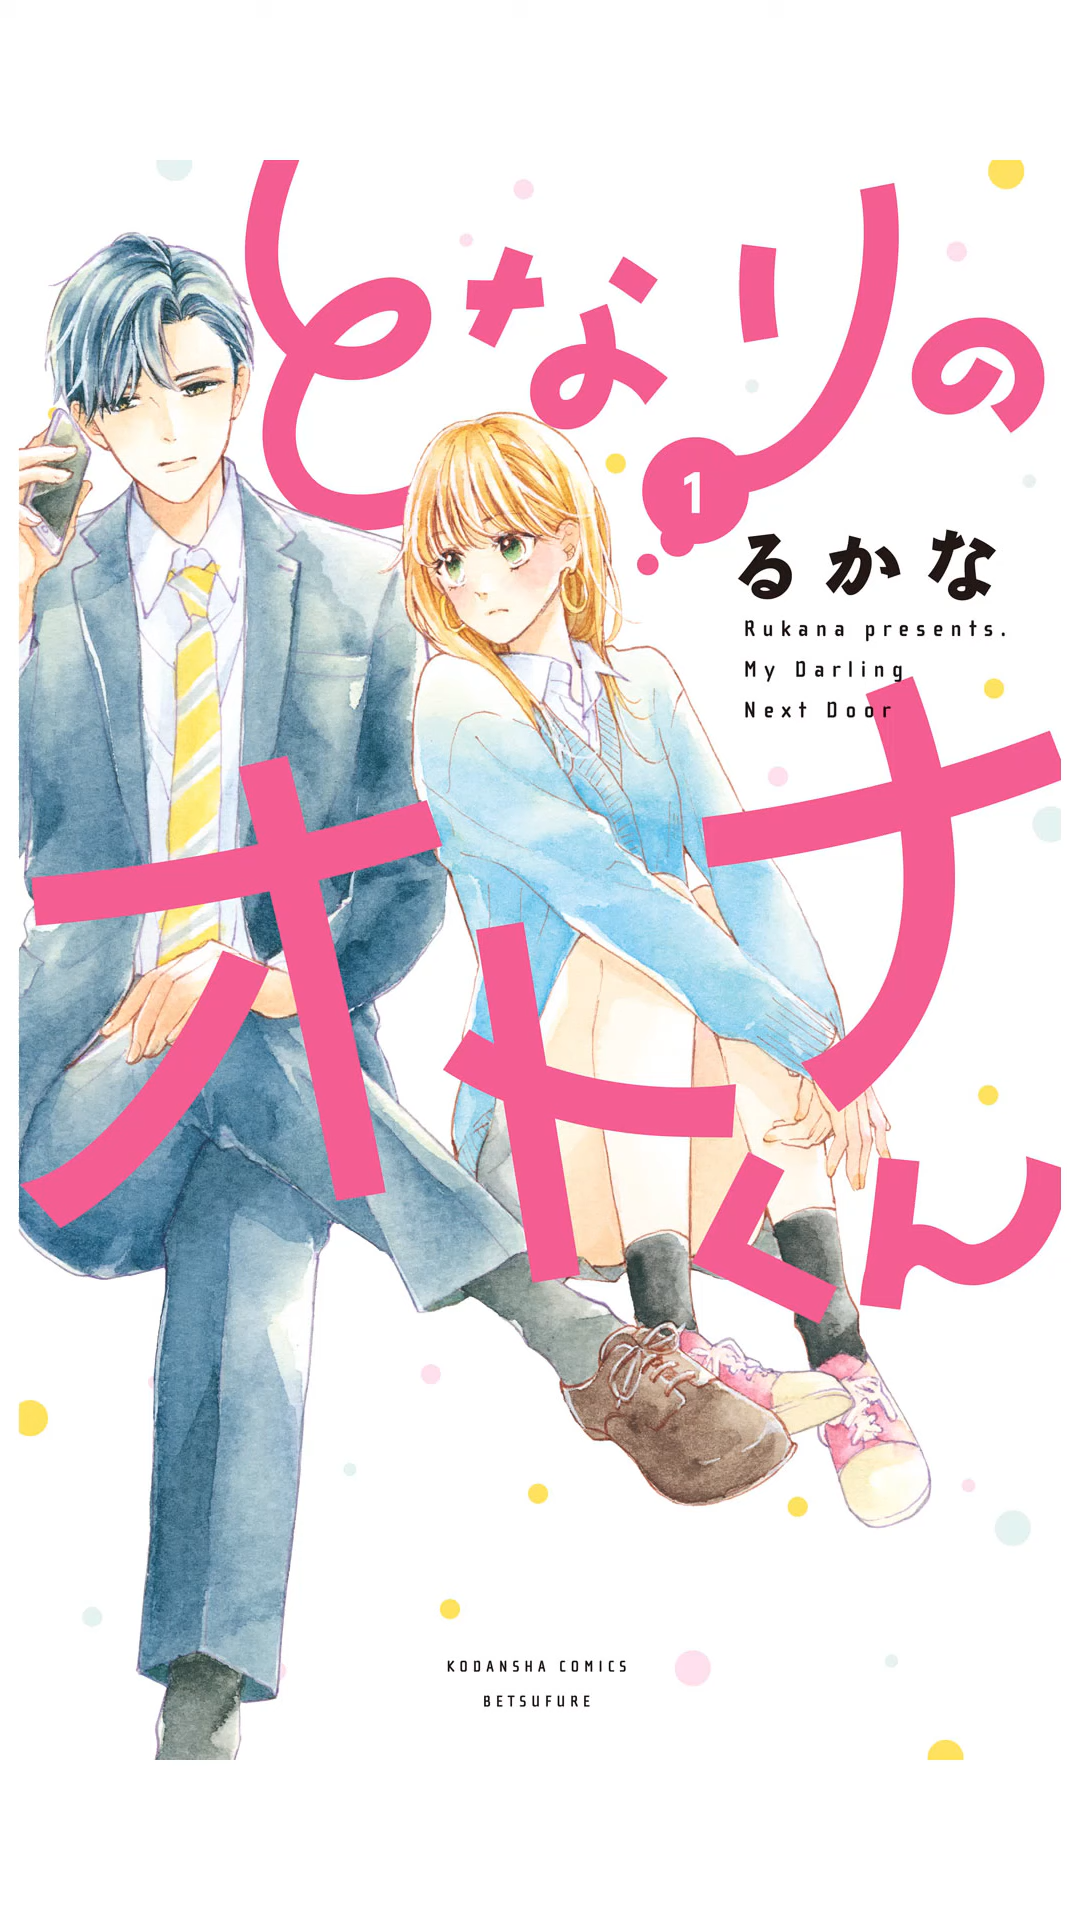 となりの
1
るかな
Rukana presents.
My Darling
Next Door
オトナ
くん
KODANSHA COMICS
BETSUFURE